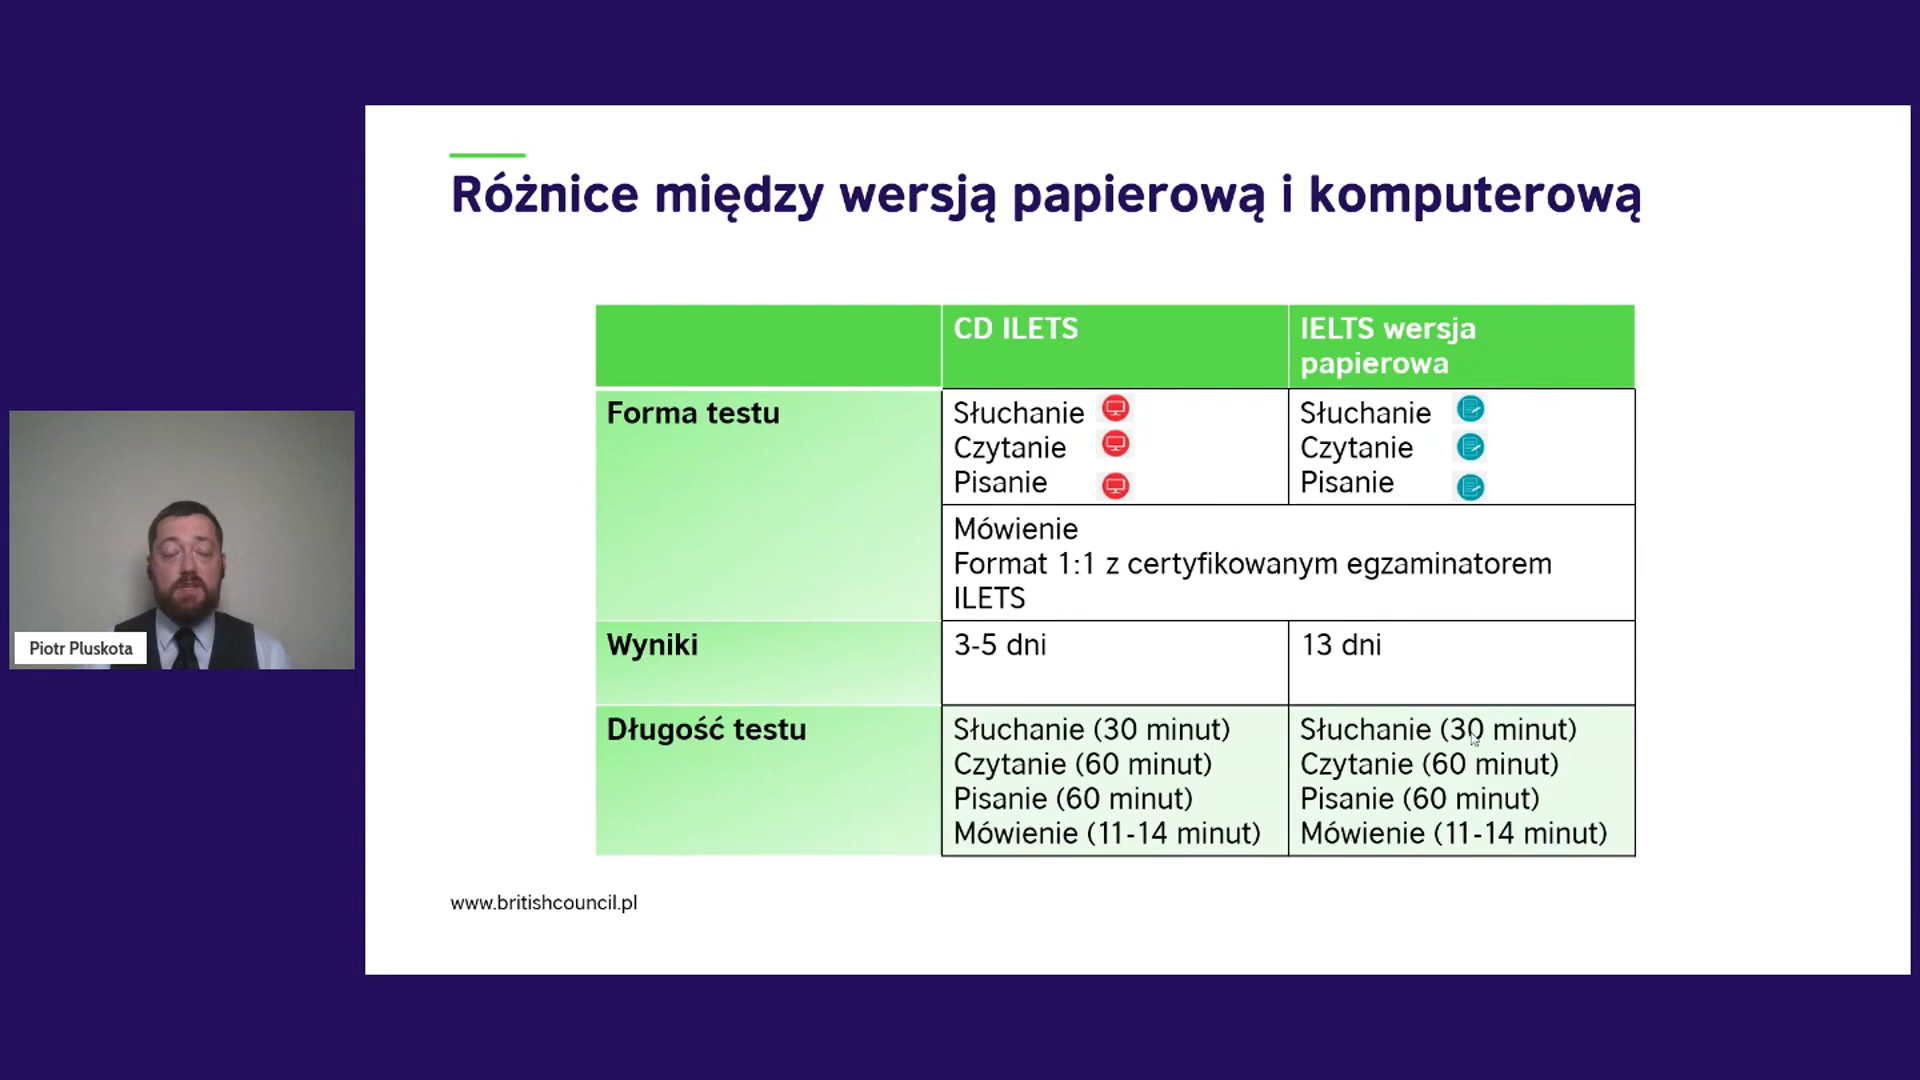 Różnice między wersją papierową i komputerową
CD ILETS
IELTS wersja
papierowa
Forma testu
Słuchanie
Czytanie
Pisanie
Słuchanie
Czytanie
Pisanie
Mówienie
Format 1:1 z certyfikowanym egzaminatorem
ILETS
Wyniki
3-5 dni
13 dni
Długość testu
Słuchanie (30 minut)
Czytanie (60 minut)
Pisanie (60 minut)
Mówienie (11-14 minut)
Słuchanie (30 minut)
Czytanie (60 minut)
Pisanie (60 minut)
Mówienie (11-14 minut)
Piotr Pluskota
www.britishcouncil.pl